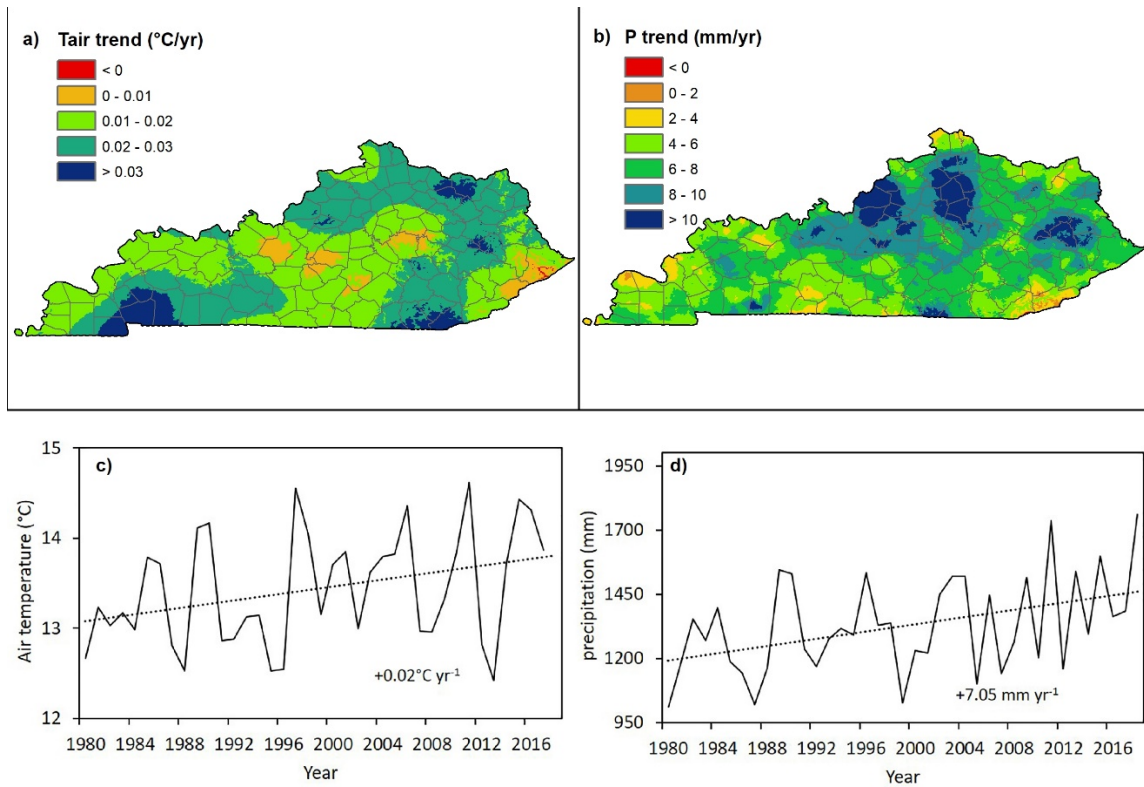 a) Tair trend (°C/yr)
< 0
0 - 0.01
0.01 - 0.02
0.02 - 0.03
> 0.03
b) P trend (mm/yr)
< 0
0 - 2
2 - 4
4 - 6
6 - 8
8 - 10
> 10
c)
Air temperature (°C)
15
14
13
12
+0.02°C yr⁻¹
1980 1984 1988 1992 1996 2000 2004 2008 2012 2016
Year
d)
precipitation (mm)
1950
1700
1450
1200
950
+7.05 mm yr⁻¹
1980 1984 1988 1992 1996 2000 2004 2008 2012 2016
Year